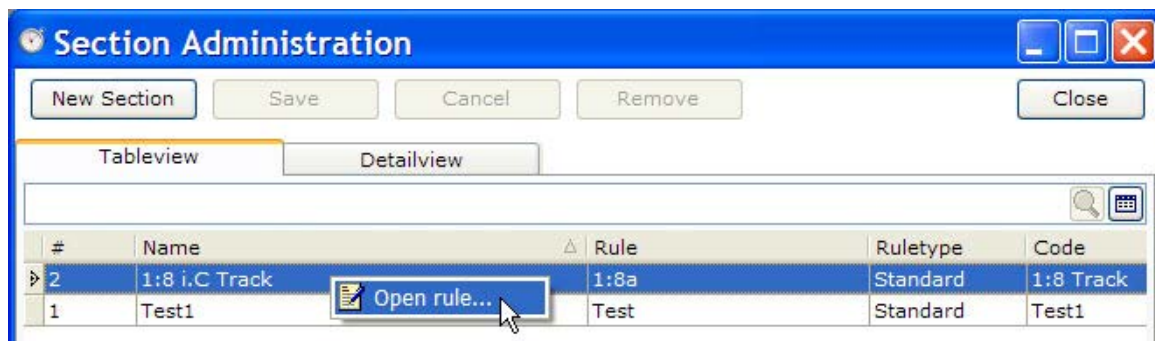 Section Administration
New Section Save Cancel Remove Close
Tableview Detailview
# Name Rule Ruletype Code
2 1:8 i.C Track 1:8a Standard 1:8 Track
Open rule...
1 Test1 Test Standard Test1